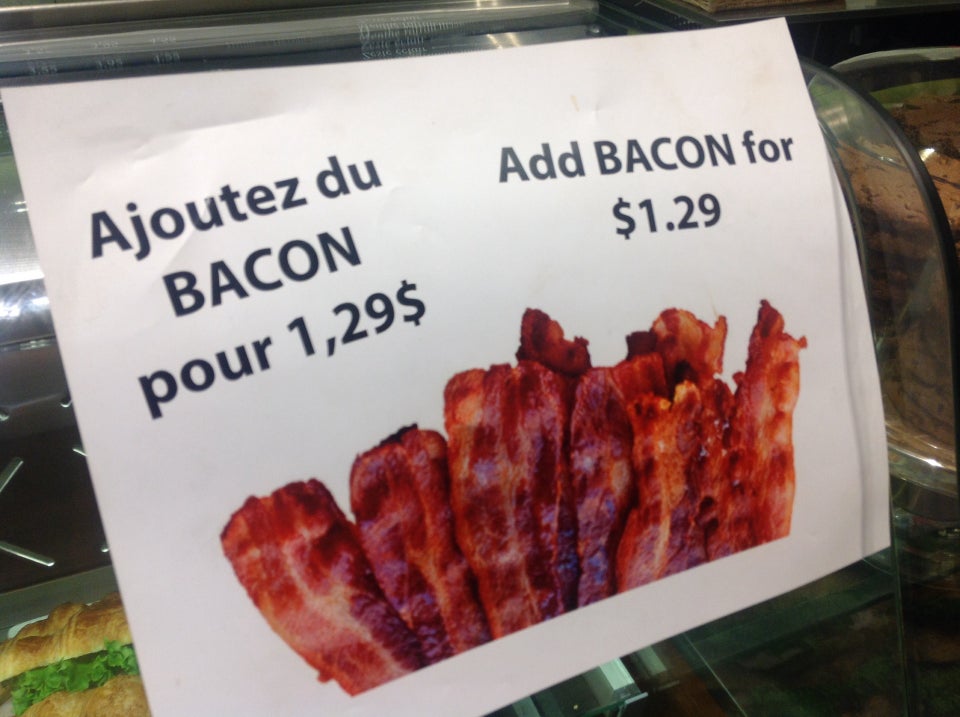 Ajoutez du
BACON
pour 1,29$
Add BACON for
$1.29